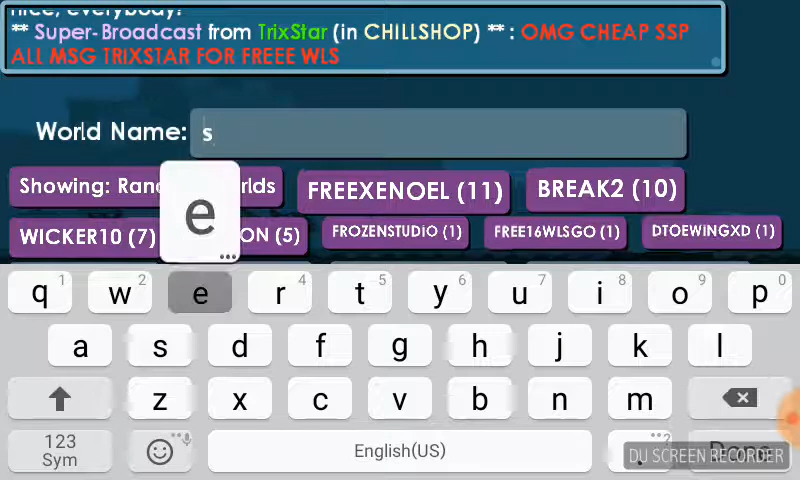 nice, everybody!
** Super-Broadcast from TrixStar (in CHILLSHOP) ** : OMG CHEAP SSP
ALL MSG TRIXSTAR FOR FREEE WLS
World Name: s
Showing: Ran rlds
FREEXENOEL (11)
BREAK2 (10)
WICKER10 (7)
ON (5)
FROZENSTUDIO (1)
FREE16WLSGO (1)
DTOEWINGXD (1)
e
q 1 w 2 e r 4 t 5 y 6 u 7 i 8 o 9 p 0
a s d f g h j k l
z x c v b n m
123
Sym
English(US)
Done
DU SCREEN RECORDER